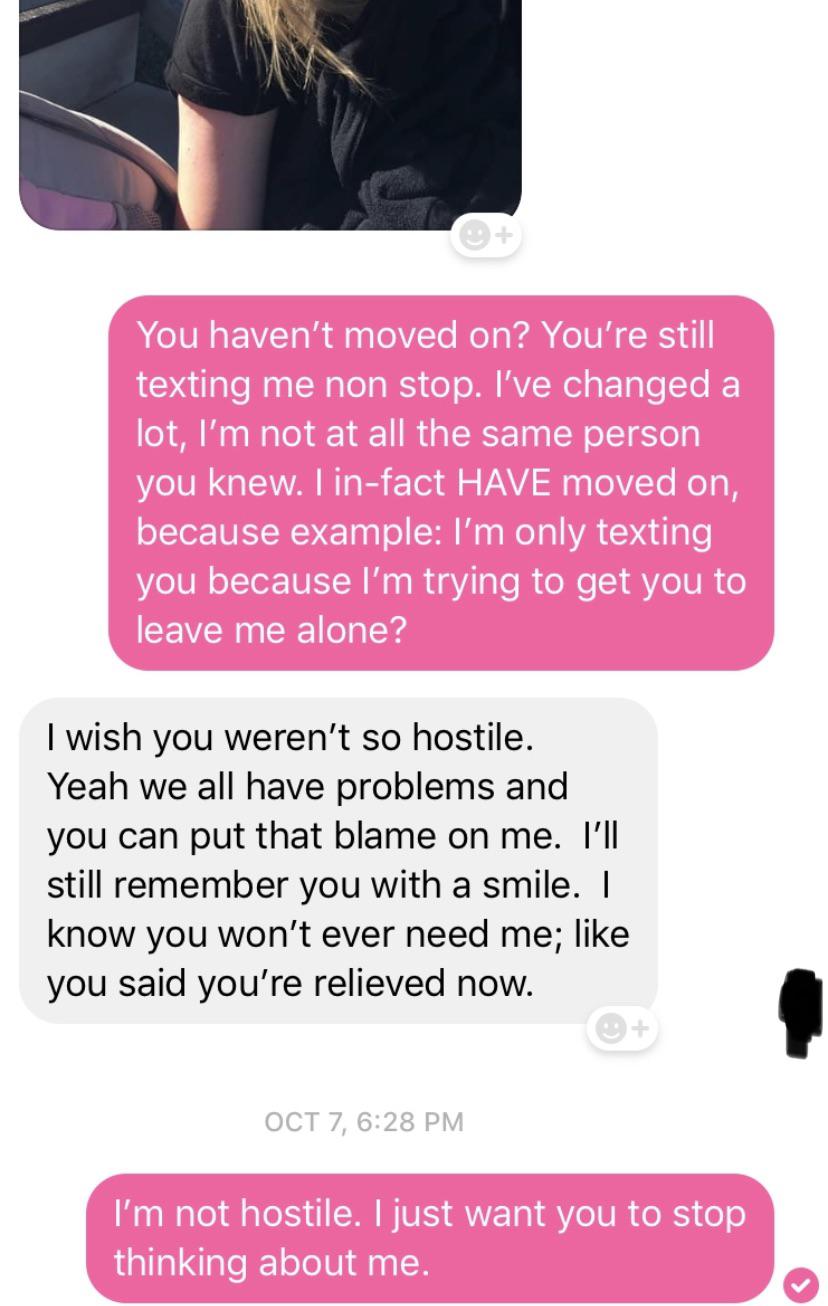 You haven’t moved on? You’re still
texting me non stop. I’ve changed a
lot, I’m not at all the same person
you knew. I in-fact HAVE moved on,
because example: I’m only texting
you because I’m trying to get you to
leave me alone?
I wish you weren’t so hostile.
Yeah we all have problems and
you can put that blame on me.  I’ll
still remember you with a smile.  I
know you won’t ever need me; like
you said you’re relieved now.
OCT 7, 6:28 PM
I’m not hostile. I just want you to stop
thinking about me.